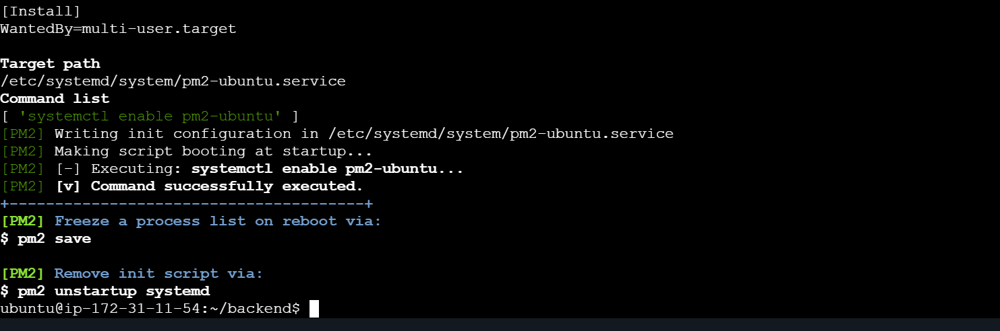 [Install]
WantedBy=multi-user.target
Target path
/etc/systemd/system/pm2-ubuntu.service
Command list
[ 'systemctl enable pm2-ubuntu' ]
[PM2] Writing init configuration in /etc/systemd/system/pm2-ubuntu.service
[PM2] Making script booting at startup...
[PM2] [-] Executing: systemctl enable pm2-ubuntu...
[PM2] [v] Command successfully executed.
+---------------------------------------+
[PM2] Freeze a process list on reboot via:
$ pm2 save
[PM2] Remove init script via:
$ pm2 unstartup systemd
ubuntu@ip-172-31-11-54:~/backend$